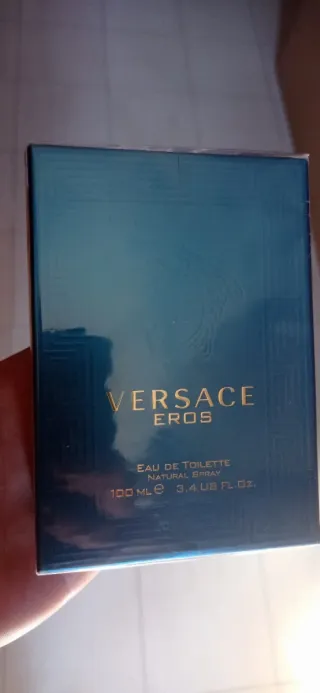 VERSACE
EROS
EAU DE TOILETTE
NATURAL SPRAY
100 ML ℮ 3.4 US FL. OZ.